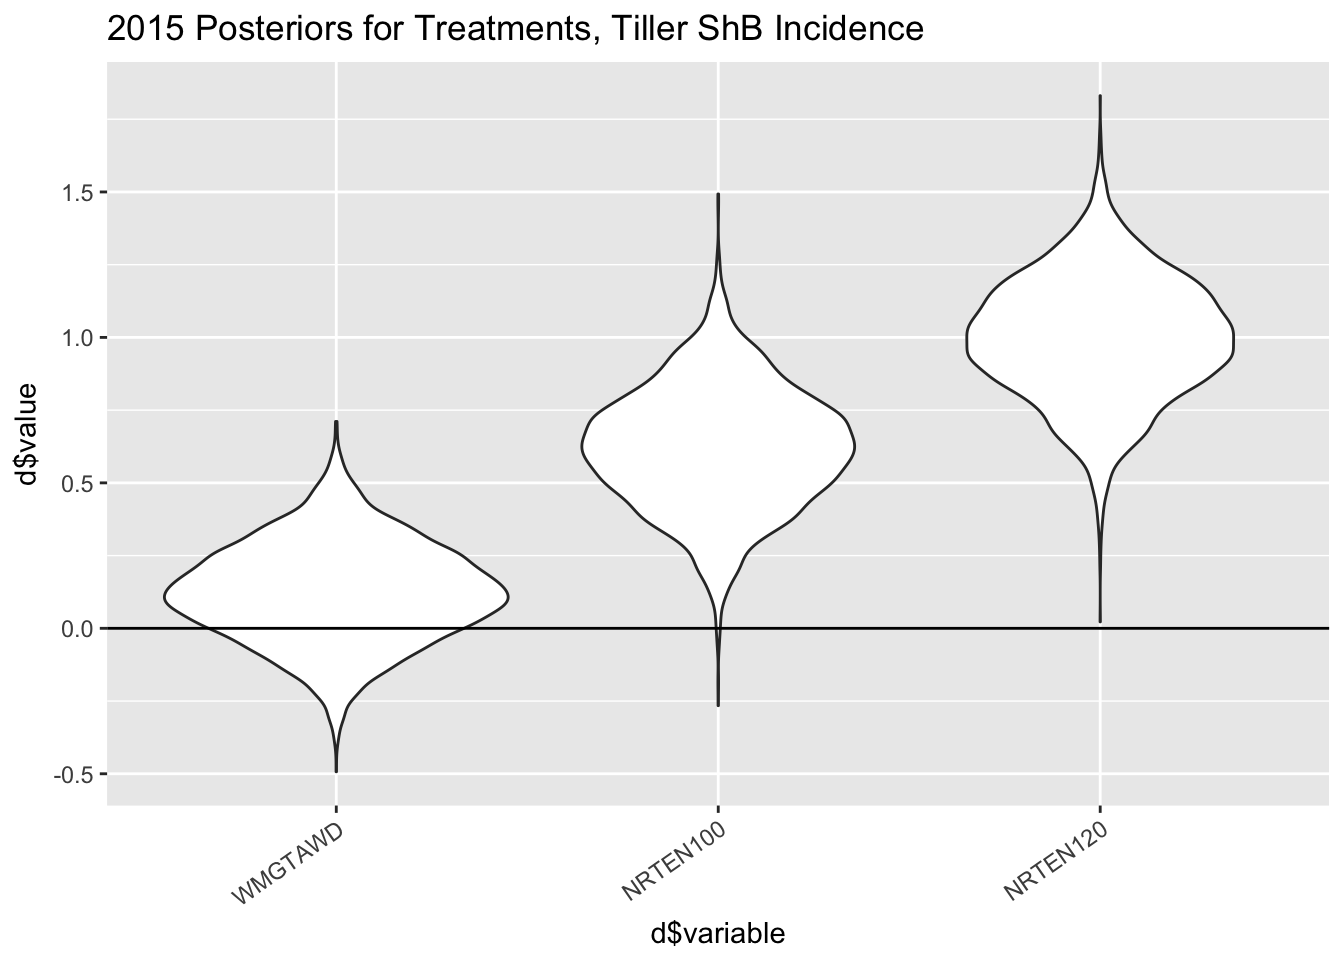 2015 Posteriors for Treatments, Tiller ShB Incidence
d$value
1.5
1.0
0.5
0.0
-0.5
WMGTAWD
NRTEN100
NRTEN120
d$variable